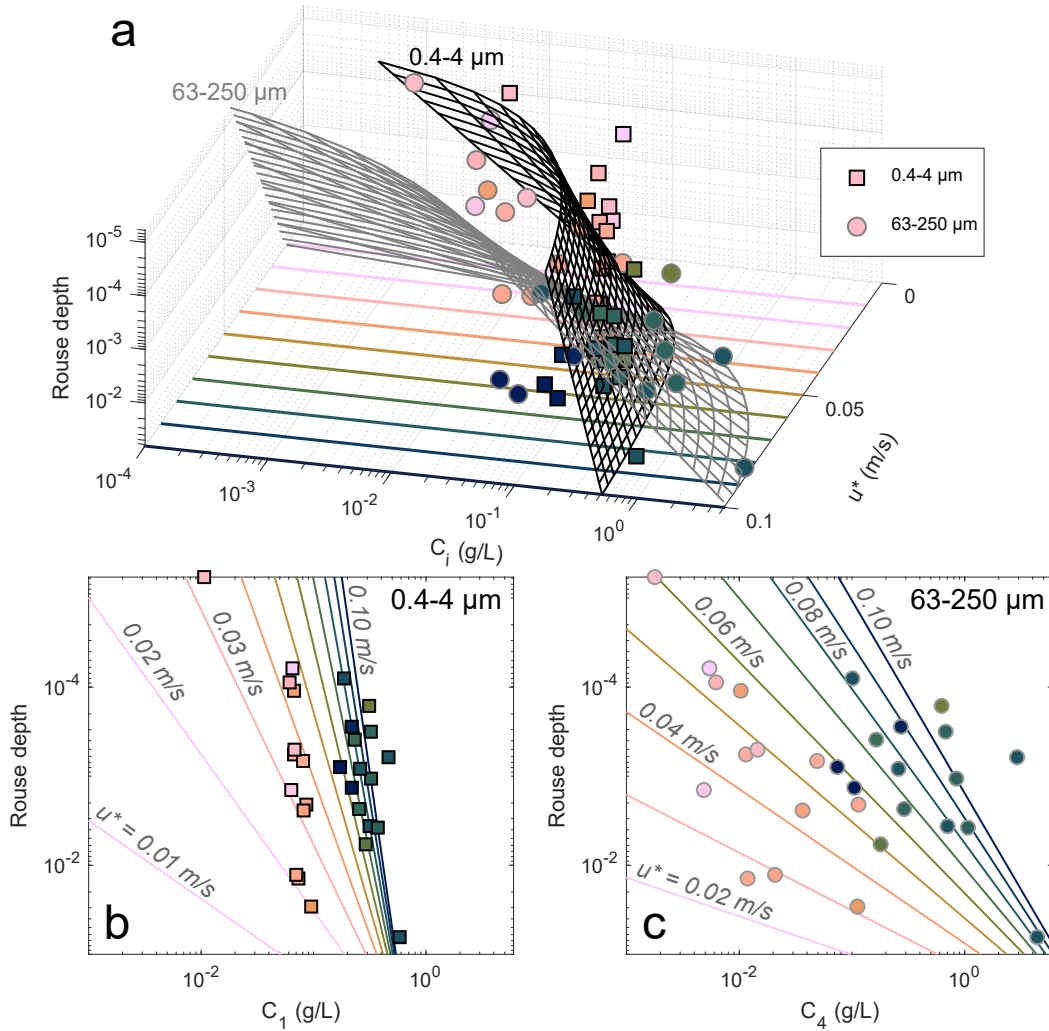 a
0.4-4 μm
63-250 μm
0.4-4 μm
63-250 μm
10^-5
10^-4
10^-3
10^-2
Rouse depth
0
0.05
0.1
u* (m/s)
10^-4
10^-3
10^-2
10^-1
10^0
C_i (g/L)
0.4-4 μm
0.10 m/s
0.03 m/s
0.02 m/s
u* = 0.01 m/s
10^-4
10^-2
Rouse depth
b
10^-2
10^0
C_1 (g/L)
63-250 μm
0.10 m/s
0.08 m/s
0.06 m/s
0.04 m/s
u* = 0.02 m/s
10^-4
10^-2
Rouse depth
c
10^-2
10^0
C_4 (g/L)